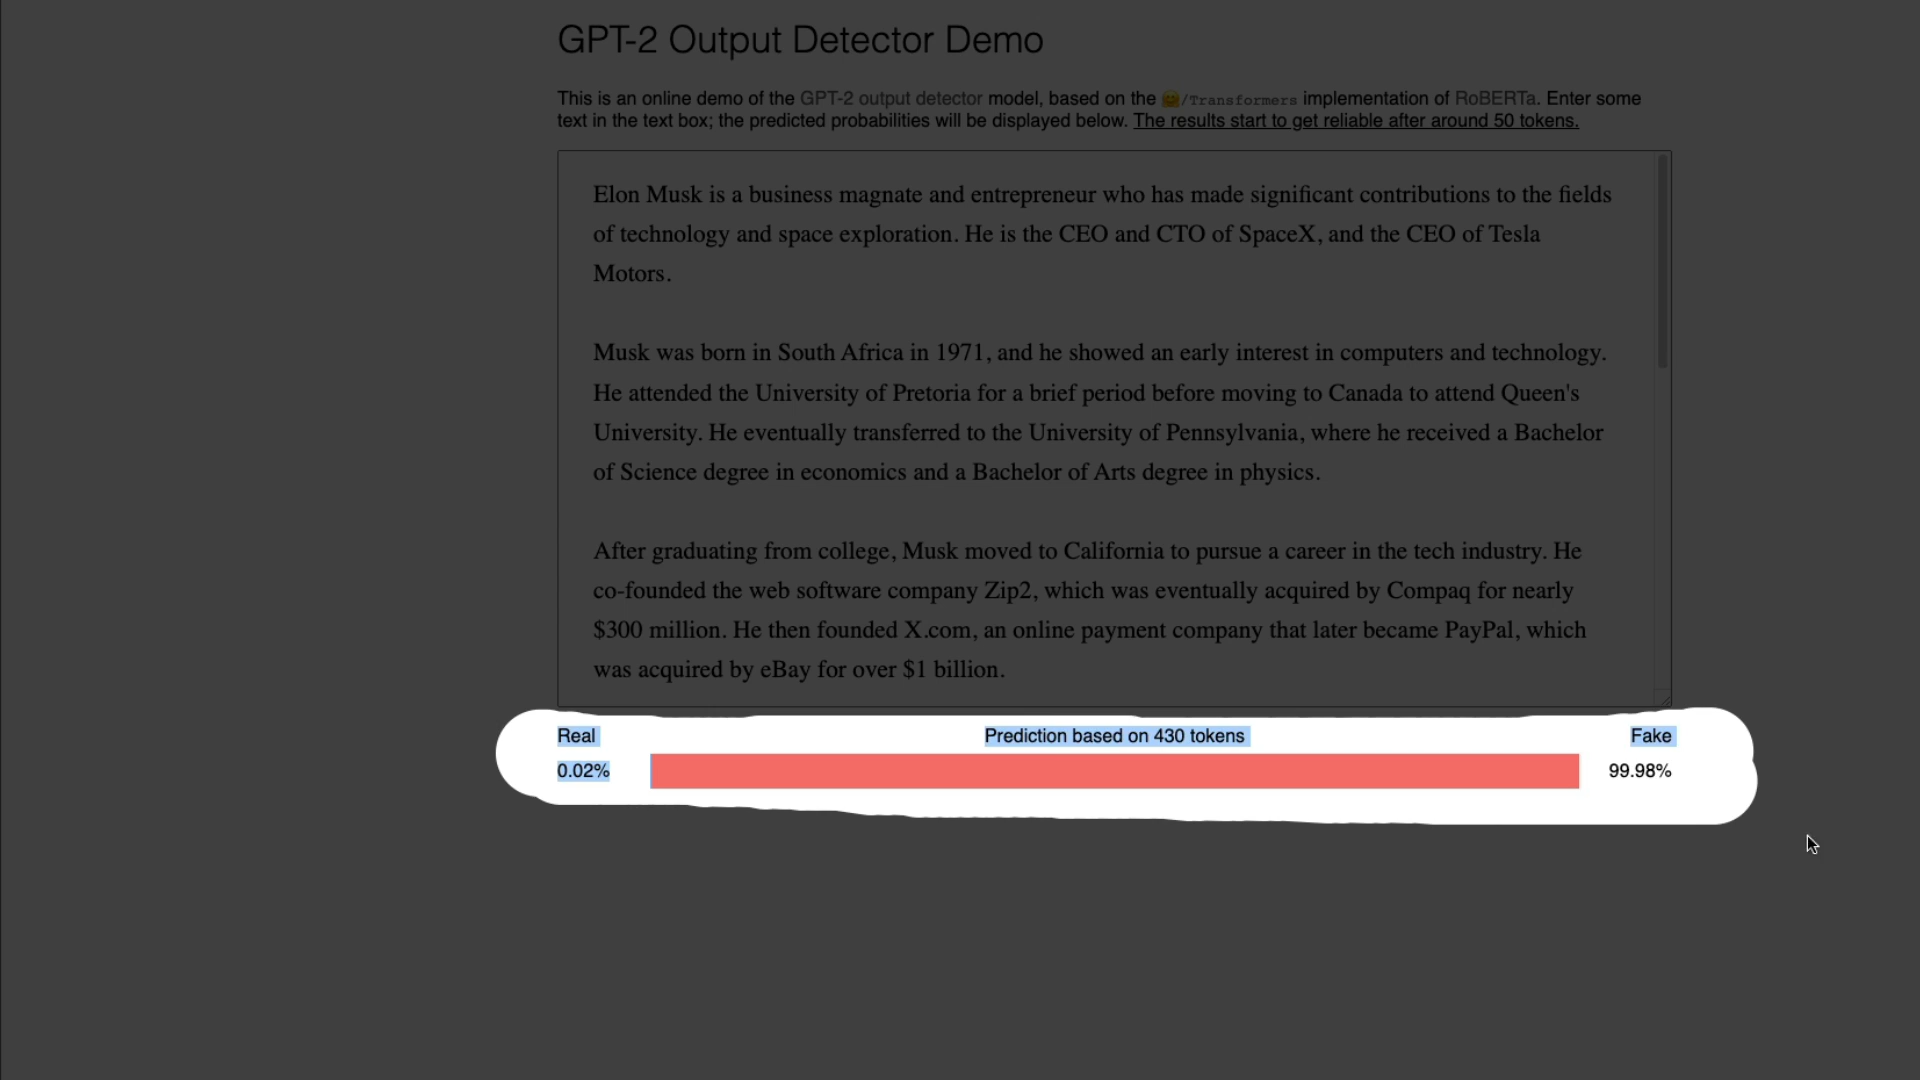 GPT-2 Output Detector Demo
This is an online demo of the GPT-2 output detector model, based on the 🤗/Transformers implementation of RoBERTa. Enter some
text in the text box; the predicted probabilities will be displayed below. The results start to get reliable after around 50 tokens.
Elon Musk is a business magnate and entrepreneur who has made significant contributions to the fields
of technology and space exploration. He is the CEO and CTO of SpaceX, and the CEO of Tesla
Motors.
Musk was born in South Africa in 1971, and he showed an early interest in computers and technology.
He attended the University of Pretoria for a brief period before moving to Canada to attend Queen's
University. He eventually transferred to the University of Pennsylvania, where he received a Bachelor
of Science degree in economics and a Bachelor of Arts degree in physics.
After graduating from college, Musk moved to California to pursue a career in the tech industry. He
co-founded the web software company Zip2, which was eventually acquired by Compaq for nearly
$300 million. He then founded X.com, an online payment company that later became PayPal, which
was acquired by eBay for over $1 billion.
Real Prediction based on 430 tokens Fake
0.02% 99.98%